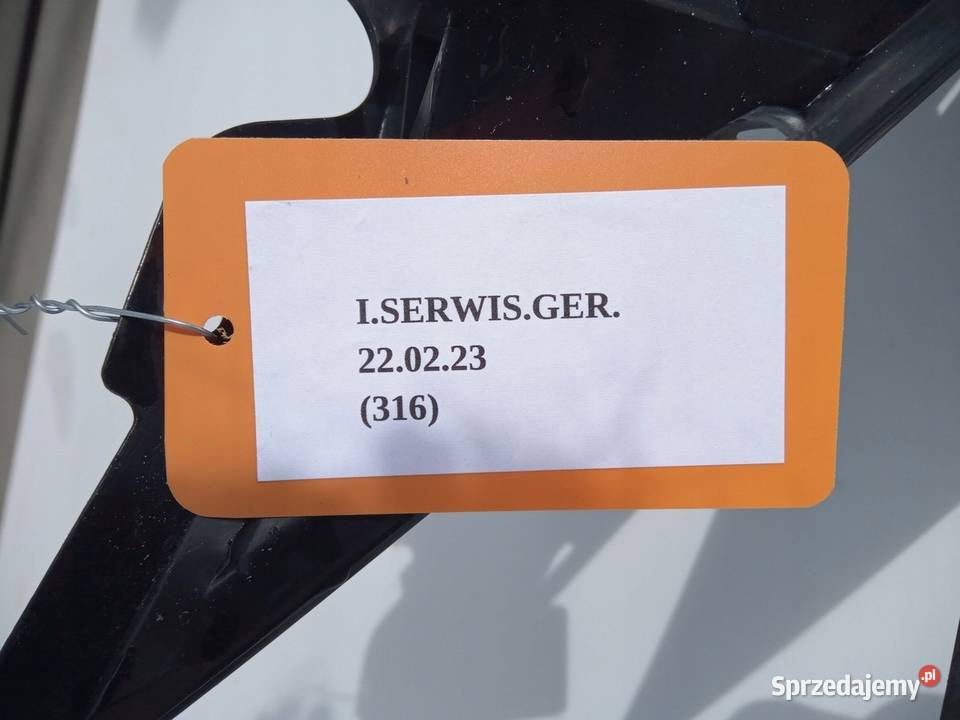 I.SERWIS.GER.
22.02.23
(316)
Sprzedajemy.pl